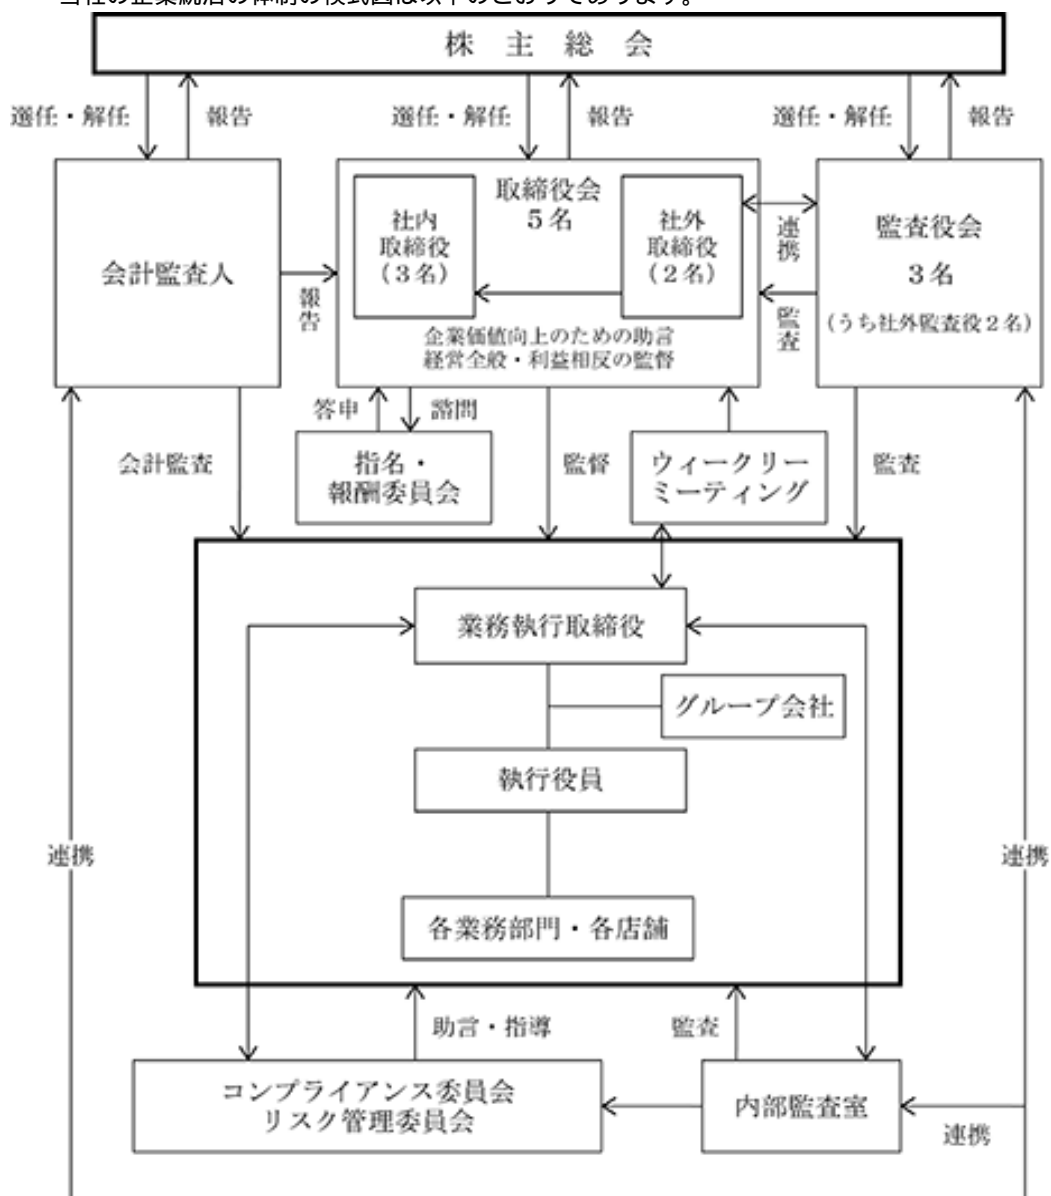 当社の企業統治の体制の模式図は以下のとおりであります。
株 主 総 会
選任・解任
報告
選任・解任
報告
選任・解任
報告
会計監査人
報告
取締役会
5名
社内
取締役
(3名)
社外
取締役
(2名)
企業価値向上のための助言
経営全般・利益相反の監督
連携
監査
監査役会
3名
(うち社外監査役2名)
答申
諮問
会計監査
指名・
報酬委員会
監督
ウィークリー
ミーティング
監査
業務執行取締役
グループ会社
執行役員
各業務部門・各店舗
連携
連携
助言・指導
監査
コンプライアンス委員会
リスク管理委員会
内部監査室
連携